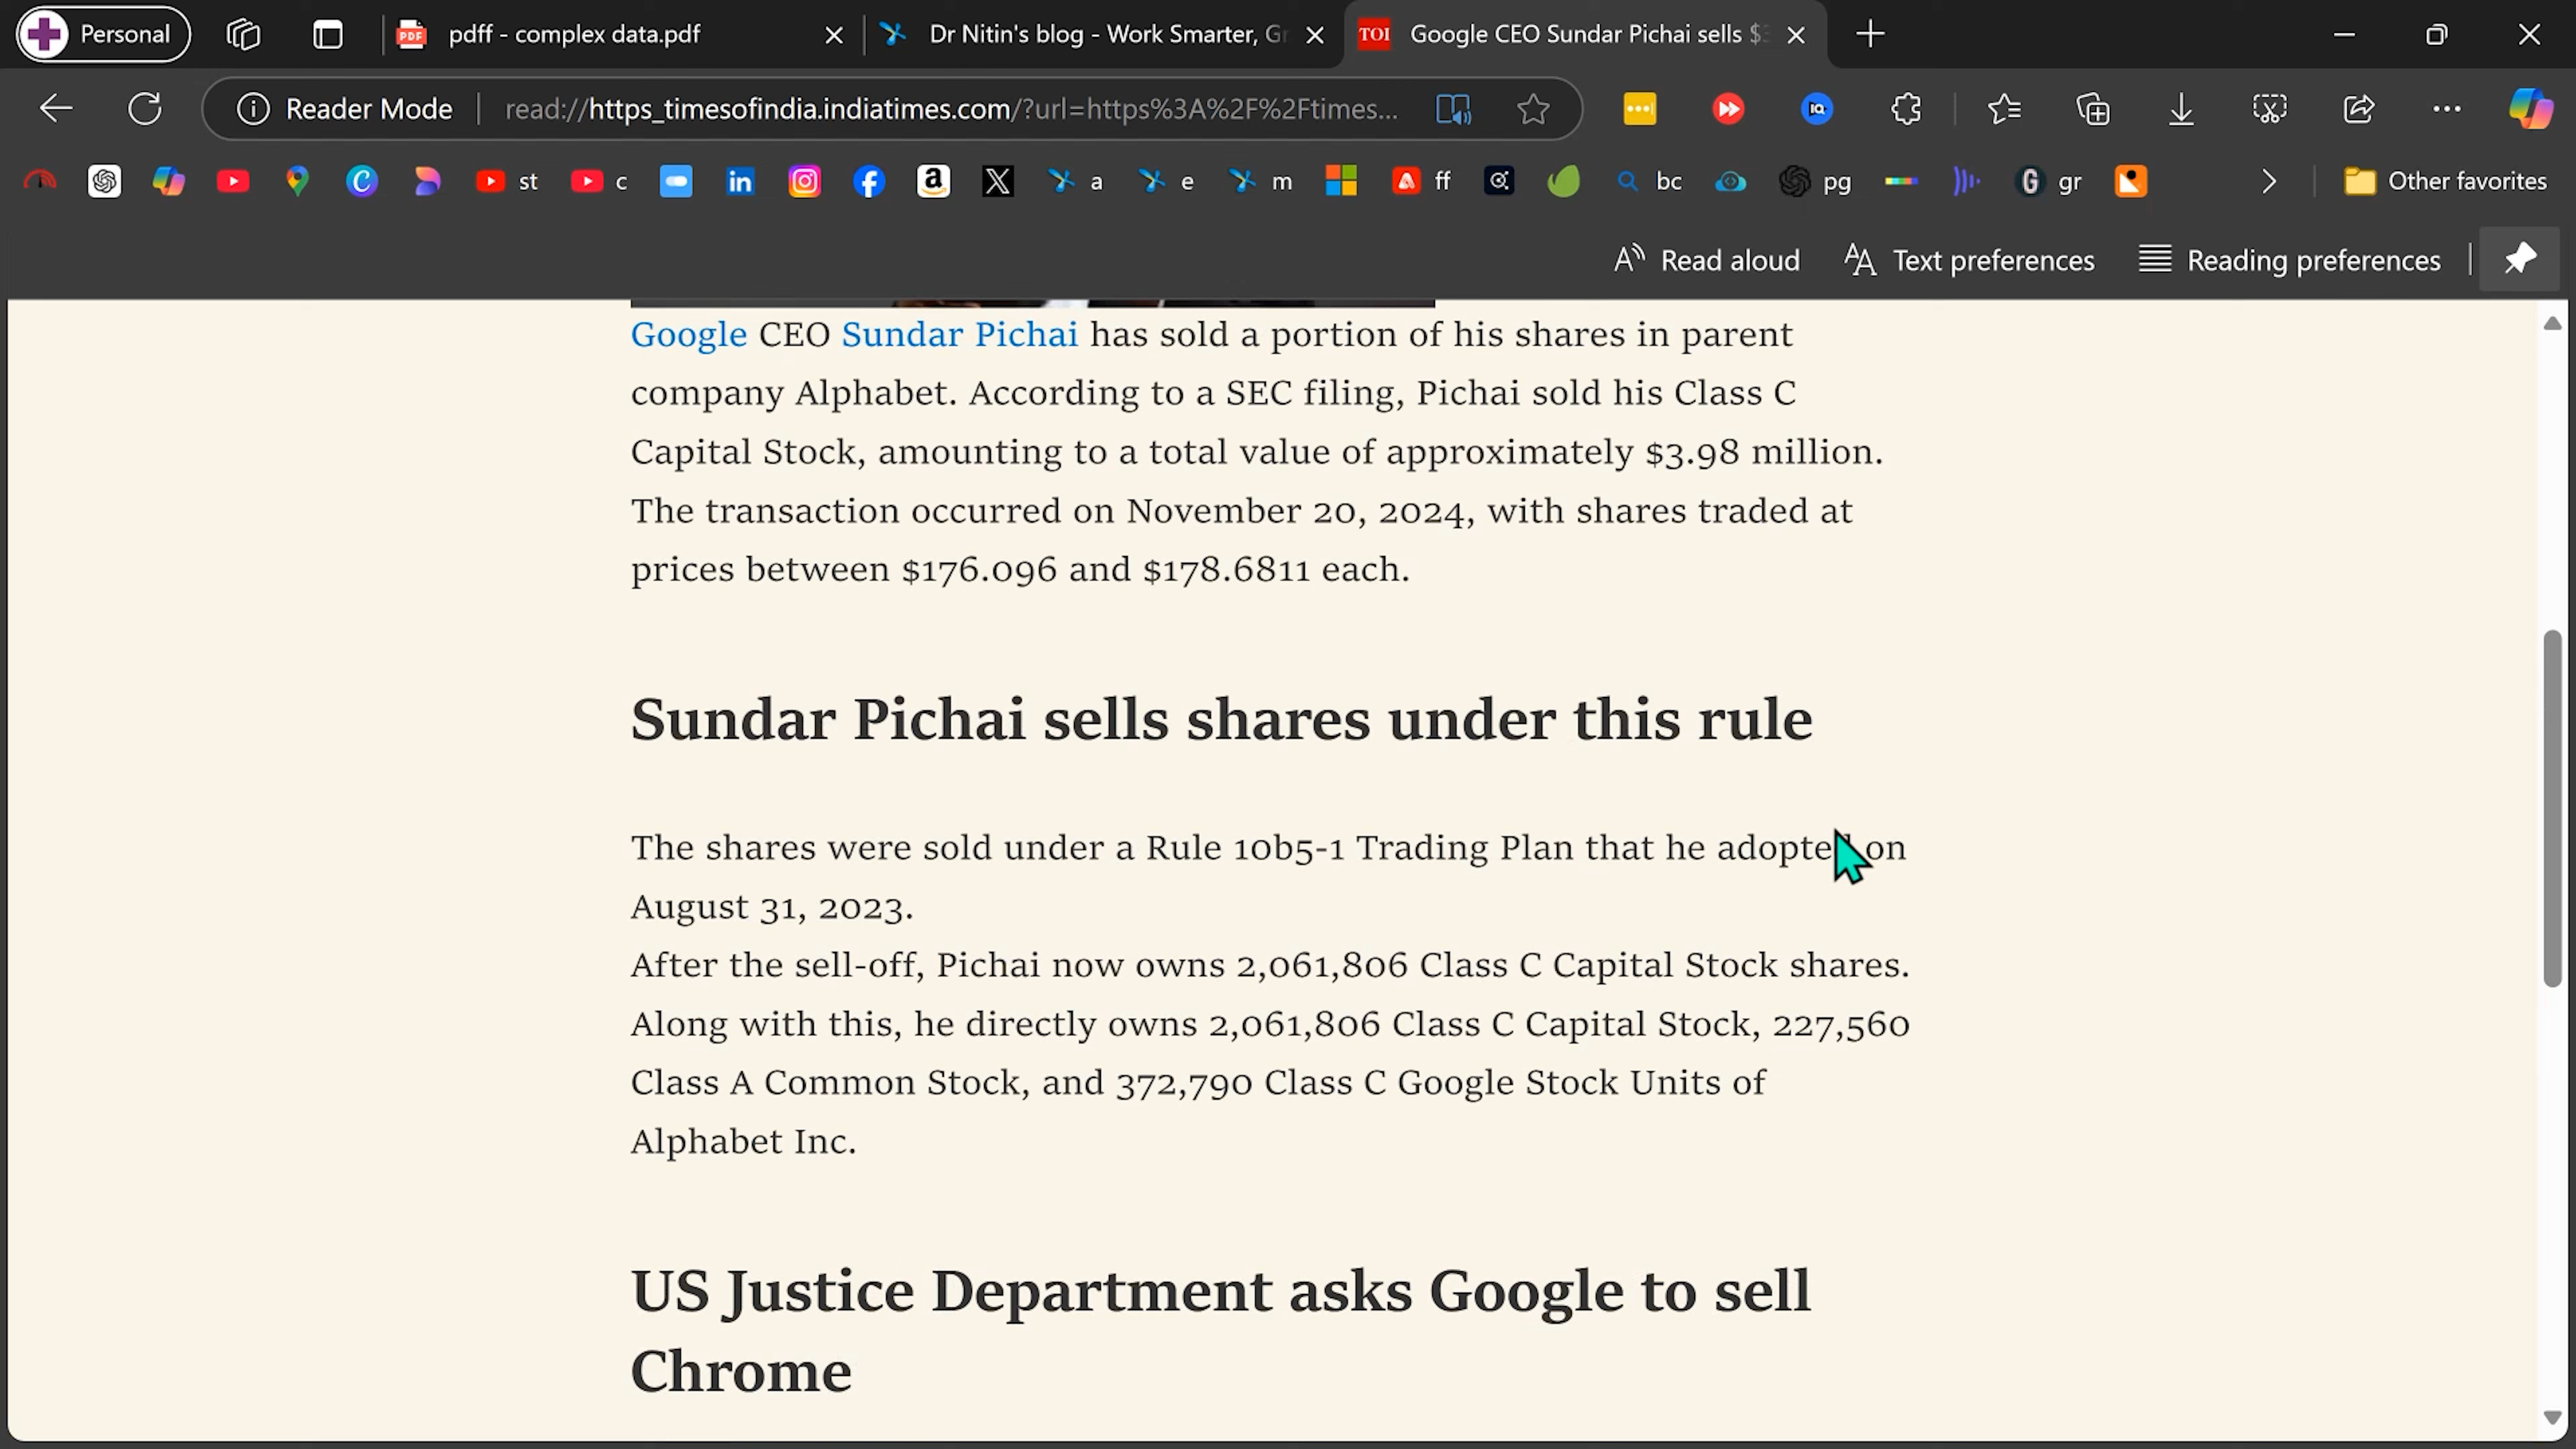 Personal
pdff - complex data.pdf
Dr Nitin's blog - Work Smarter, Gr
TOI
Google CEO Sundar Pichai sells $
Reader Mode
read://https_timesofindia.indiatimes.com/?url=https%3A%2F%2Ftimes...
st
c
a
e
m
ff
bc
pg
gr
Other favorites
Read aloud
Text preferences
Reading preferences
Google CEO Sundar Pichai has sold a portion of his shares in parent
company Alphabet. According to a SEC filing, Pichai sold his Class C
Capital Stock, amounting to a total value of approximately $3.98 million.
The transaction occurred on November 20, 2024, with shares traded at
prices between $176.096 and $178.6811 each.
Sundar Pichai sells shares under this rule
The shares were sold under a Rule 10b5-1 Trading Plan that he adopted on
August 31, 2023.
After the sell-off, Pichai now owns 2,061,806 Class C Capital Stock shares.
Along with this, he directly owns 2,061,806 Class C Capital Stock, 227,560
Class A Common Stock, and 372,790 Class C Google Stock Units of
Alphabet Inc.
US Justice Department asks Google to sell
Chrome